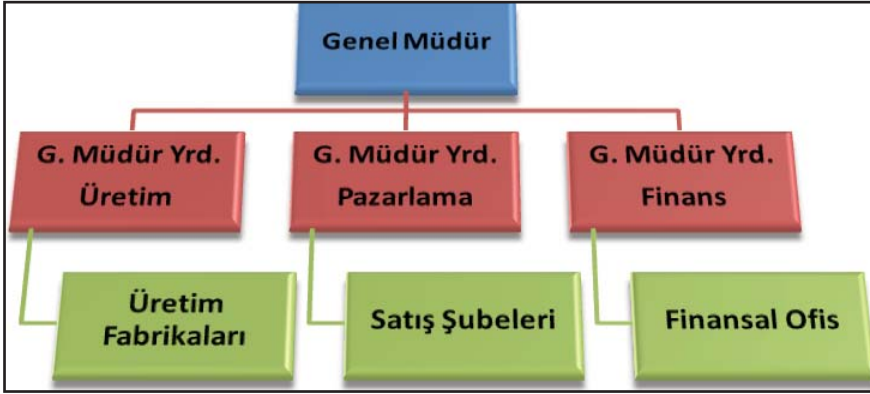 Genel Müdür
G. Müdür Yrd.
Üretim
G. Müdür Yrd.
Pazarlama
G. Müdür Yrd.
Finans
Üretim
Fabrikaları
Satış Şubeleri
Finansal Ofis